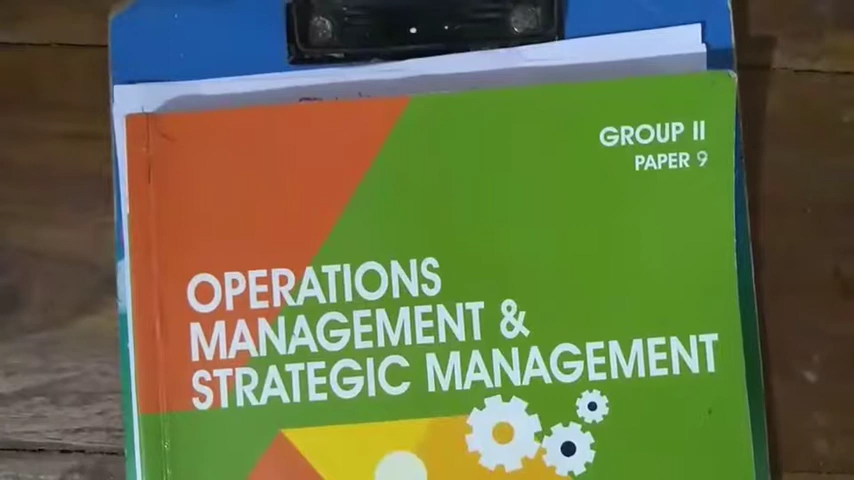 GROUP II
PAPER 9
OPERATIONS
MANAGEMENT &
STRATEGIC MANAGEMENT